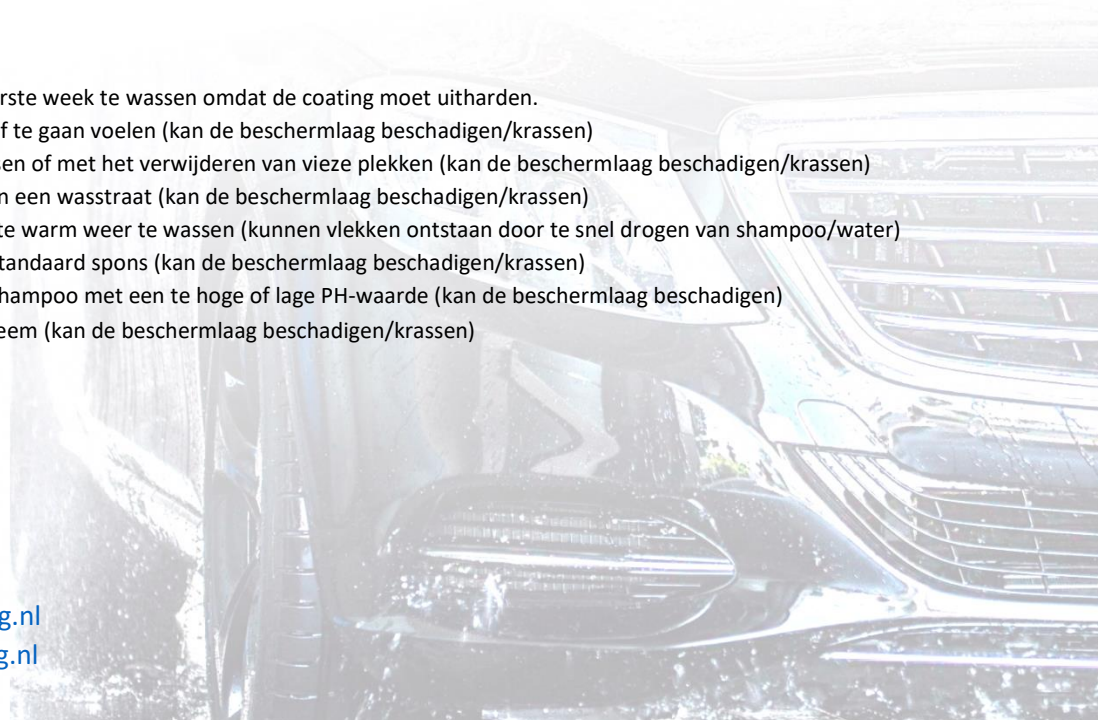 rste week te wassen omdat de coating moet uitharden.
f te gaan voelen (kan de beschermlaag beschadigen/krassen)
sen of met het verwijderen van vieze plekken (kan de beschermlaag beschadigen/krassen)
n een wasstraat (kan de beschermlaag beschadigen/krassen)
te warm weer te wassen (kunnen vlekken ontstaan door te snel drogen van shampoo/water)
tandaard spons (kan de beschermlaag beschadigen/krassen)
hampoo met een te hoge of lage PH-waarde (kan de beschermlaag beschadigen)
eem (kan de beschermlaag beschadigen/krassen)
g.nl
g.nl